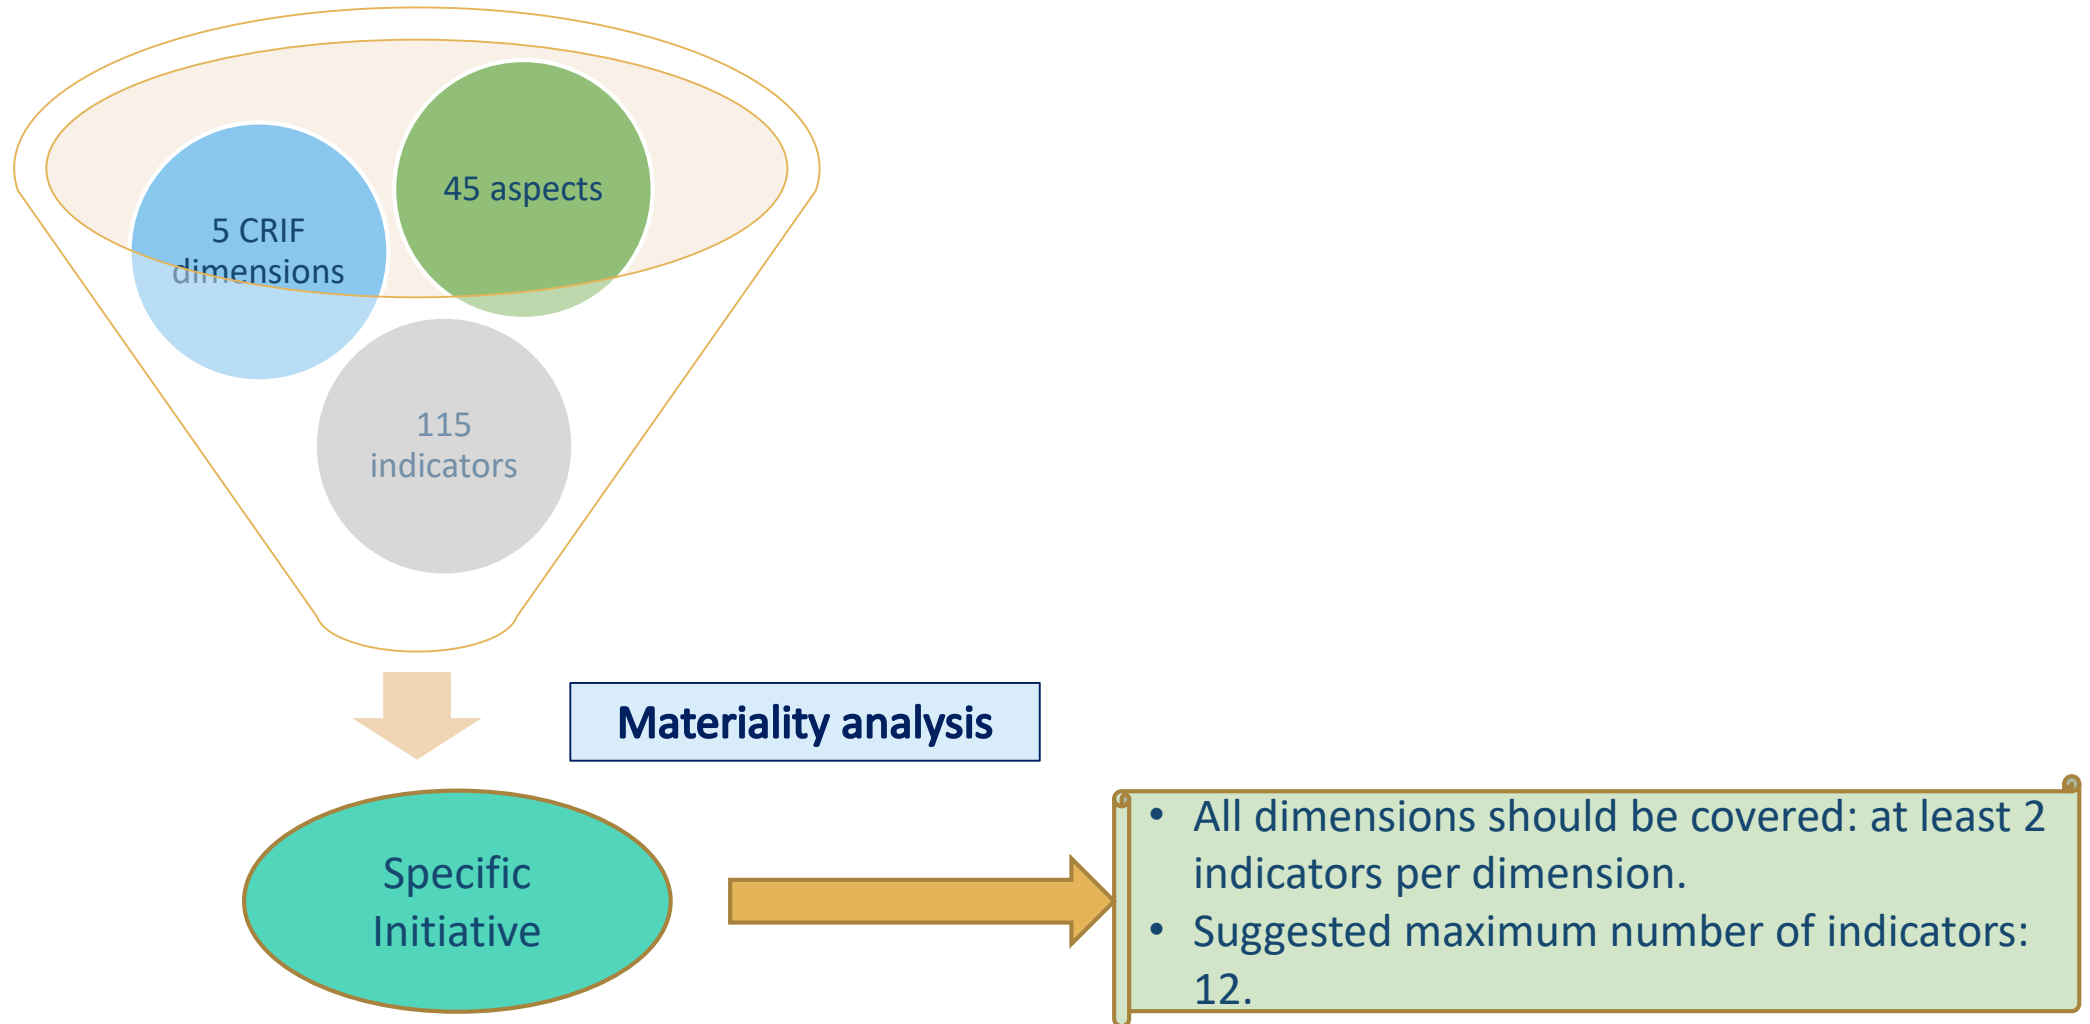 45 aspects
5 CRIF
dimensions
115
indicators
Materiality analysis
Specific
Initiative
• All dimensions should be covered: at least 2
indicators per dimension.
• Suggested maximum number of indicators:
12.